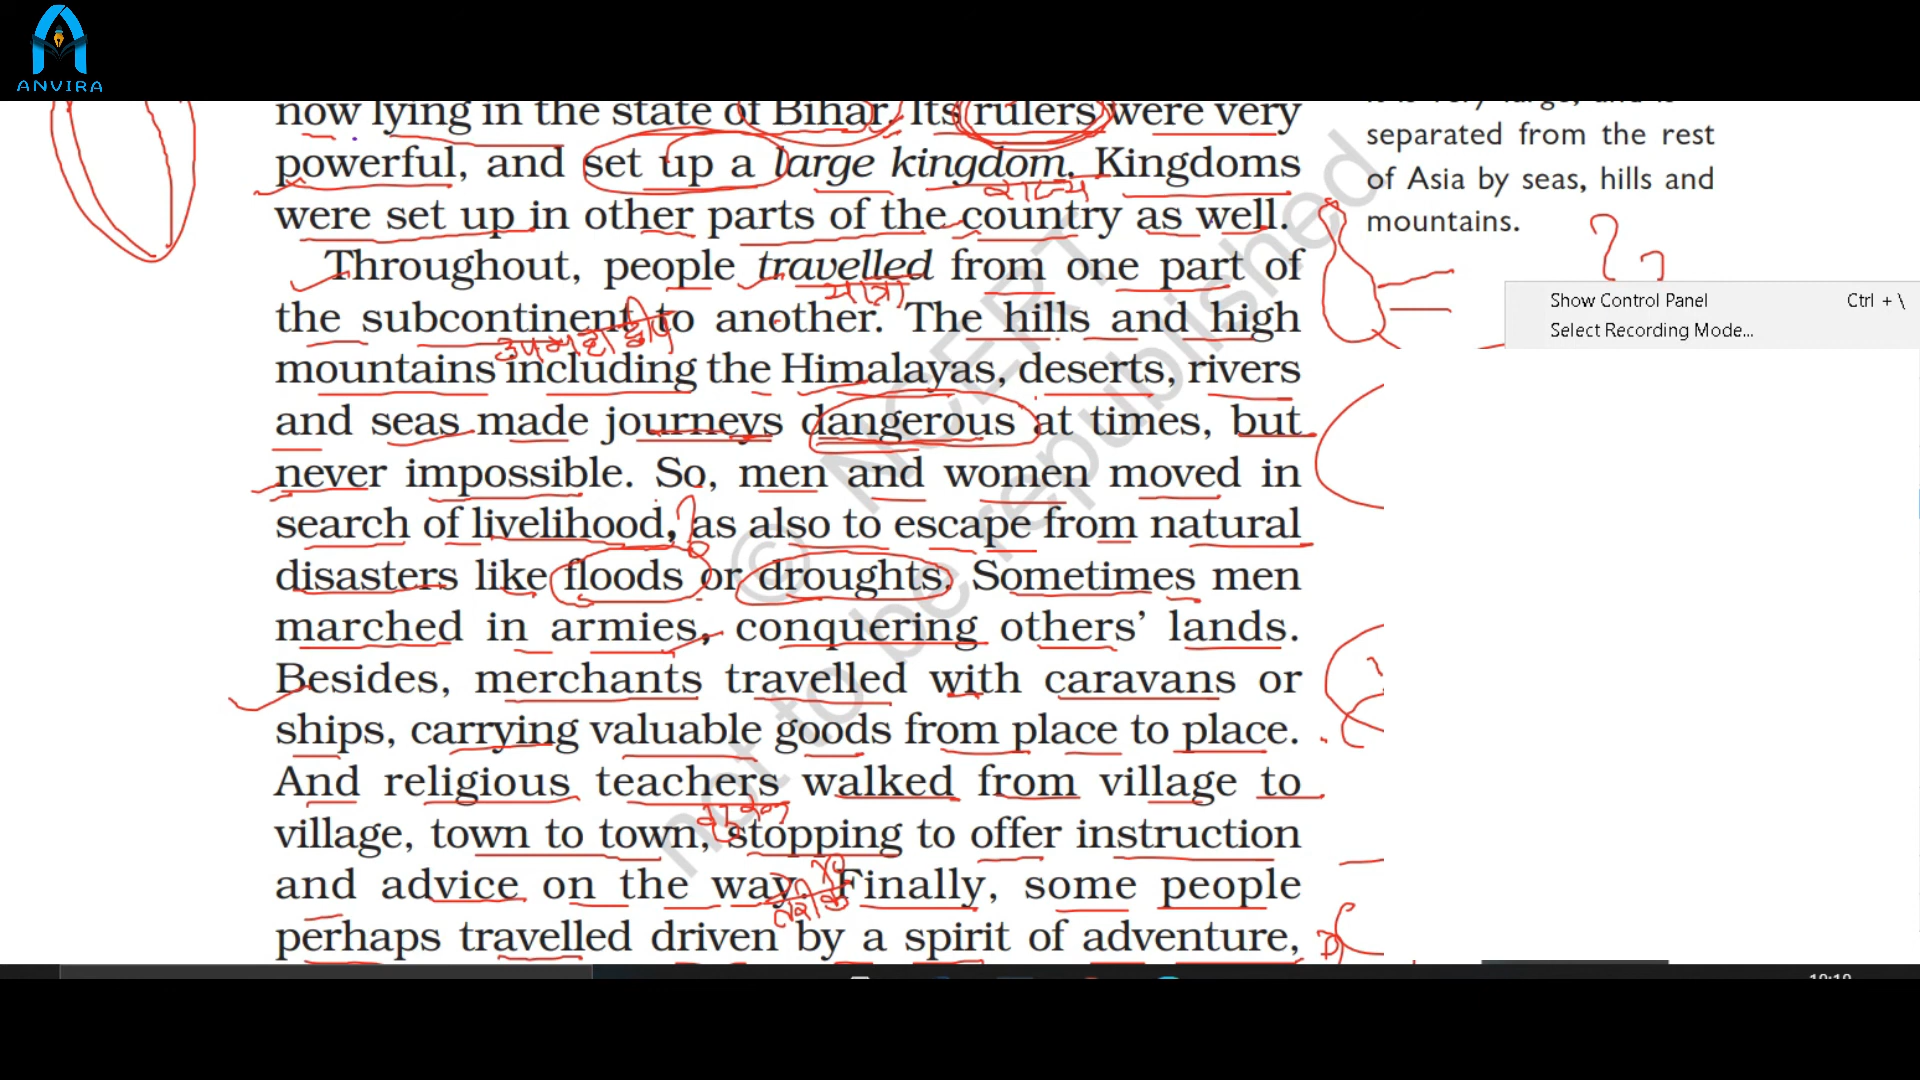 ANVIRA
now lying in the state of Bihar. Its rulers were very
powerful, and set up a large kingdom. Kingdoms
राज्य
were set up in other parts of the country as well.
Throughout, people travelled from one part of
यात्रा
the subcontinent to another. The hills and high
उपमहाद्वीप
mountains including the Himalayas, deserts, rivers
and seas made journeys dangerous at times, but
never impossible. So, men and women moved in
search of livelihood, as also to escape from natural
disasters like floods or droughts. Sometimes men
marched in armies, conquering others’ lands.
Besides, merchants travelled with caravans or
ships, carrying valuable goods from place to place.
And religious teachers walked from village to
village, town to town, stopping to offer instruction
and advice on the way. Finally, some people
perhaps travelled driven by a spirit of adventure,
separated from the rest
of Asia by seas, hills and
mountains.
Show Control Panel Ctrl + \
Select Recording Mode...
© NCERT
not to be republished